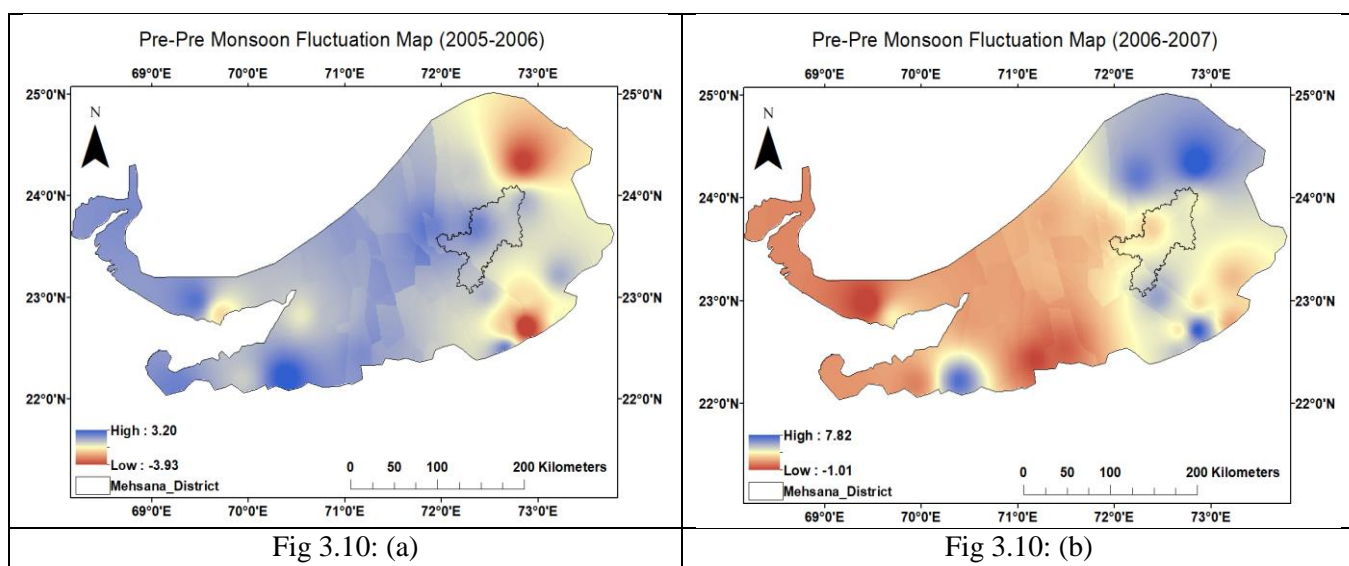 Pre-Pre Monsoon Fluctuation Map (2005-2006)
69°0'E 70°0'E 71°0'E 72°0'E 73°0'E
25°0'N 25°0'N
N
24°0'N 24°0'N
23°0'N 23°0'N
22°0'N 22°0'N
High : 3.20
Low : -3.93
Mehsana_District
0 50 100 200 Kilometers
69°0'E 70°0'E 71°0'E 72°0'E 73°0'E
Fig 3.10: (a)
Pre-Pre Monsoon Fluctuation Map (2006-2007)
69°0'E 70°0'E 71°0'E 72°0'E 73°0'E
25°0'N 25°0'N
N
24°0'N 24°0'N
23°0'N 23°0'N
22°0'N 22°0'N
High : 7.82
Low : -1.01
Mehsana_District
0 50 100 200 Kilometers
69°0'E 70°0'E 71°0'E 72°0'E 73°0'E
Fig 3.10: (b)